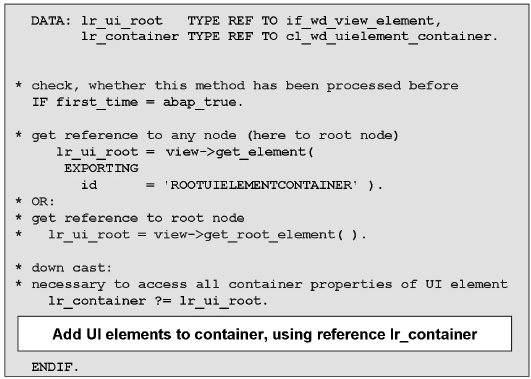 DATA: lr_ui_root TYPE REF TO if_wd_view_element,
lr_container TYPE REF TO cl_wd_uielement_container.
* check, whether this method has been processed before
IF first_time = abap_true.
* get reference to any node (here to root node)
lr_ui_root = view->get_element(
EXPORTING
id = 'ROOTUIELEMENTCONTAINER' ).
* OR:
* get reference to root node
* lr_ui_root = view->get_root_element( ).
* down cast:
* necessary to access all container properties of UI element
lr_container ?= lr_ui_root.
Add UI elements to container, using reference lr_container
ENDIF.